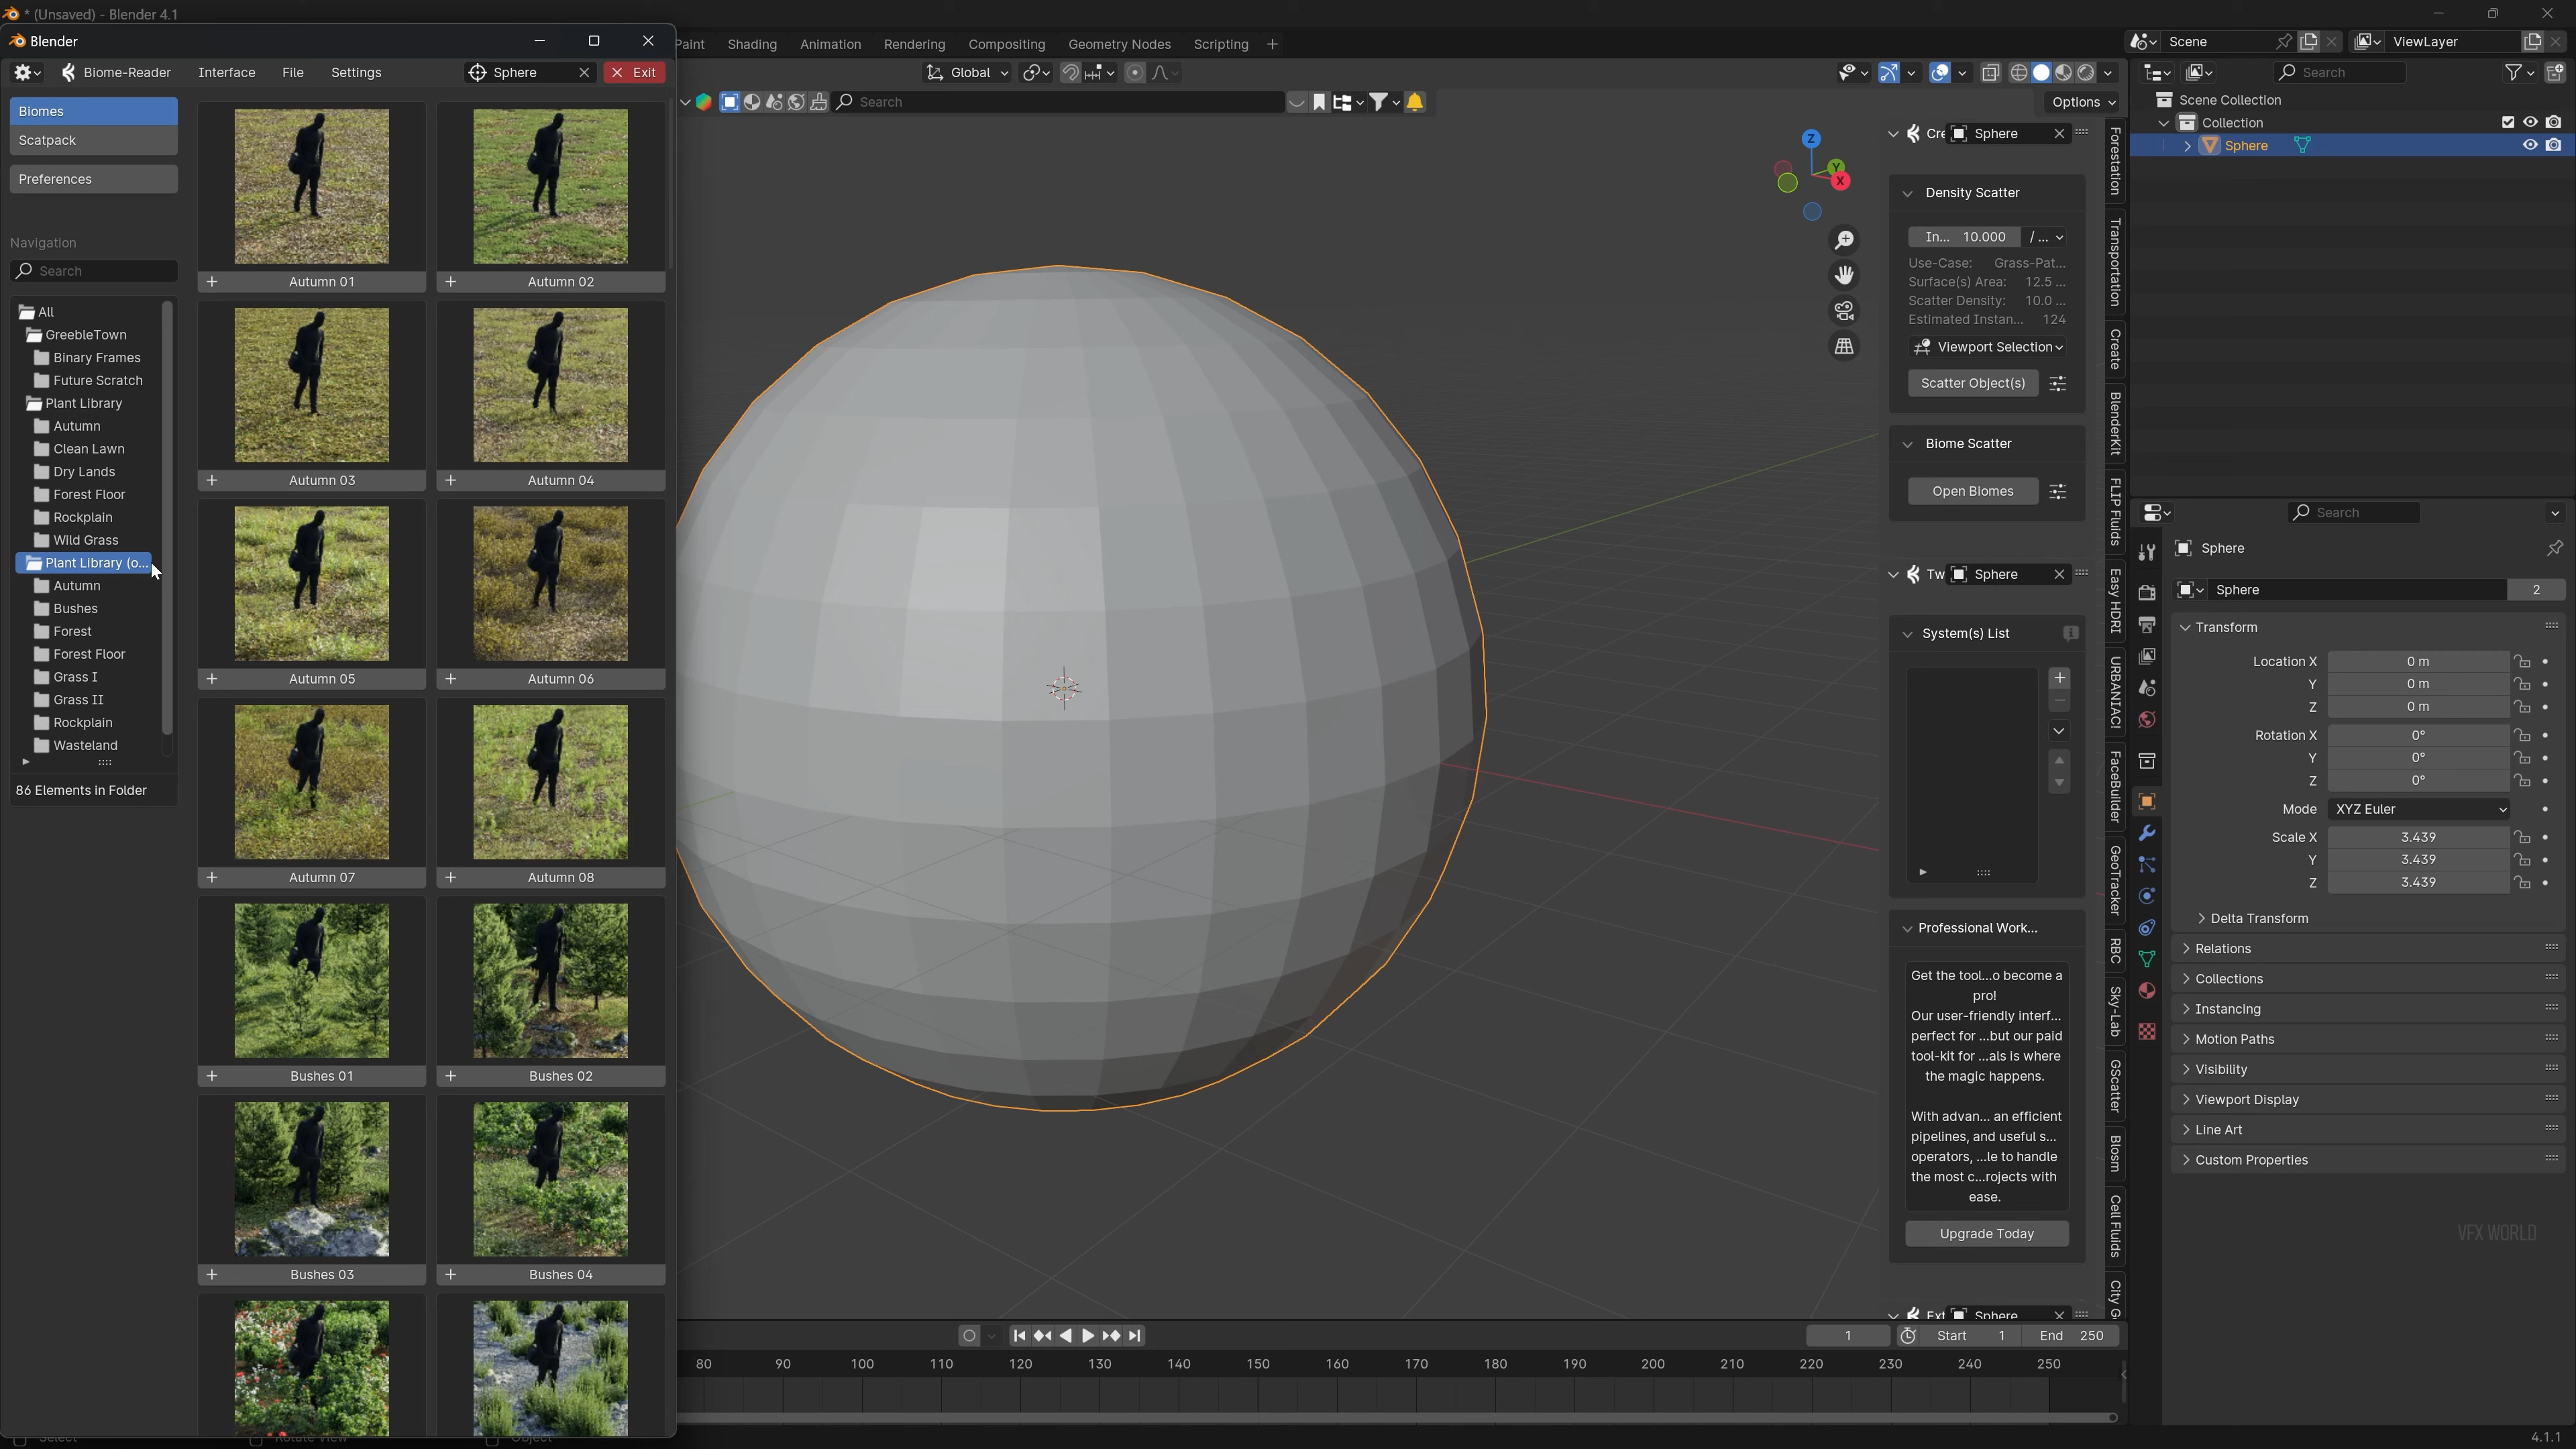 * (Unsaved) - Blender 4.1
Blender
Paint
Shading
Animation
Rendering
Compositing
Geometry Nodes
Scripting
+
Scene
ViewLayer
Biome-Reader
Interface
File
Settings
Sphere
Exit
Global
Search
Search
Options
Biomes
Scatpack
Preferences
Navigation
Search
All
GreebleTown
Binary Frames
Future Scratch
Plant Library
Autumn
Clean Lawn
Dry Lands
Forest Floor
Rockplain
Wild Grass
Plant Library (o...
Autumn
Bushes
Forest
Forest Floor
Grass I
Grass II
Rockplain
Wasteland
86 Elements in Folder
+ Autumn 01
+ Autumn 02
+ Autumn 03
+ Autumn 04
+ Autumn 05
+ Autumn 06
+ Autumn 07
+ Autumn 08
+ Bushes 01
+ Bushes 02
+ Bushes 03
+ Bushes 04
Z
Y
X
Cre
Sphere
Density Scatter
In... 10.000 / ...
Use-Case: Grass-Pat...
Surface(s) Area: 12.5 ...
Scatter Density: 10.0 ...
Estimated Instan... 124
Viewport Selection
Scatter Object(s)
Biome Scatter
Open Biomes
Tw
Sphere
System(s) List
Professional Work...
Get the tool...o become a
pro!
Our user-friendly interf...
perfect for ...but our paid
tool-kit for ...als is where
the magic happens.
With advan... an efficient
pipelines, and useful s...
operators, ...le to handle
the most c...rojects with
ease.
Upgrade Today
Ext
Sphere
Forestation
Transportation
Create
BlenderKit
FLIP Fluids
Easy HDRI
URBANIAC!
FaceBuilder
GeoTracker
RBC
Sky-Lab
GScatter
Blosm
Cell Fluids
City G
Scene Collection
Collection
Sphere
Search
Sphere
Sphere
2
Transform
Location X 0 m
Y 0 m
Z 0 m
Rotation X 0°
Y 0°
Z 0°
Mode XYZ Euler
Scale X 3.439
Y 3.439
Z 3.439
Delta Transform
Relations
Collections
Instancing
Motion Paths
Visibility
Viewport Display
Line Art
Custom Properties
VFX WORLD
1
Start 1
End 250
80 90 100 110 120 130 140 150 160 170 180 190 200 210 220 230 240 250
Select
Rotate View
Object
4.1.1